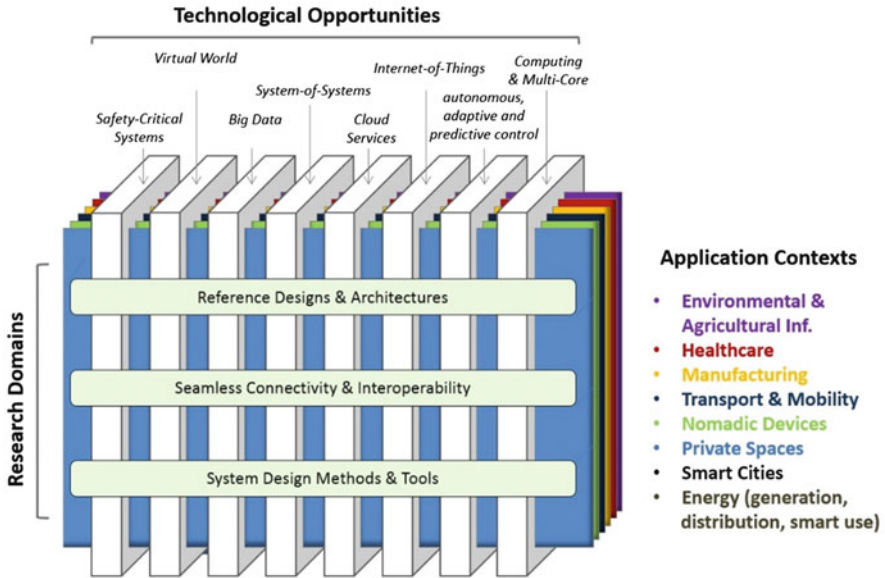 Technological Opportunities
Virtual World
Internet-of-Things
Computing
& Multi-Core
System-of-Systems
Safety-Critical
Systems
Big Data
Cloud
Services
autonomous,
adaptive and
predictive control
Research Domains
Reference Designs & Architectures
Seamless Connectivity & Interoperability
System Design Methods & Tools
Application Contexts
• Environmental &
Agricultural Inf.
• Healthcare
• Manufacturing
• Transport & Mobility
• Nomadic Devices
• Private Spaces
• Smart Cities
• Energy (generation,
distribution, smart use)